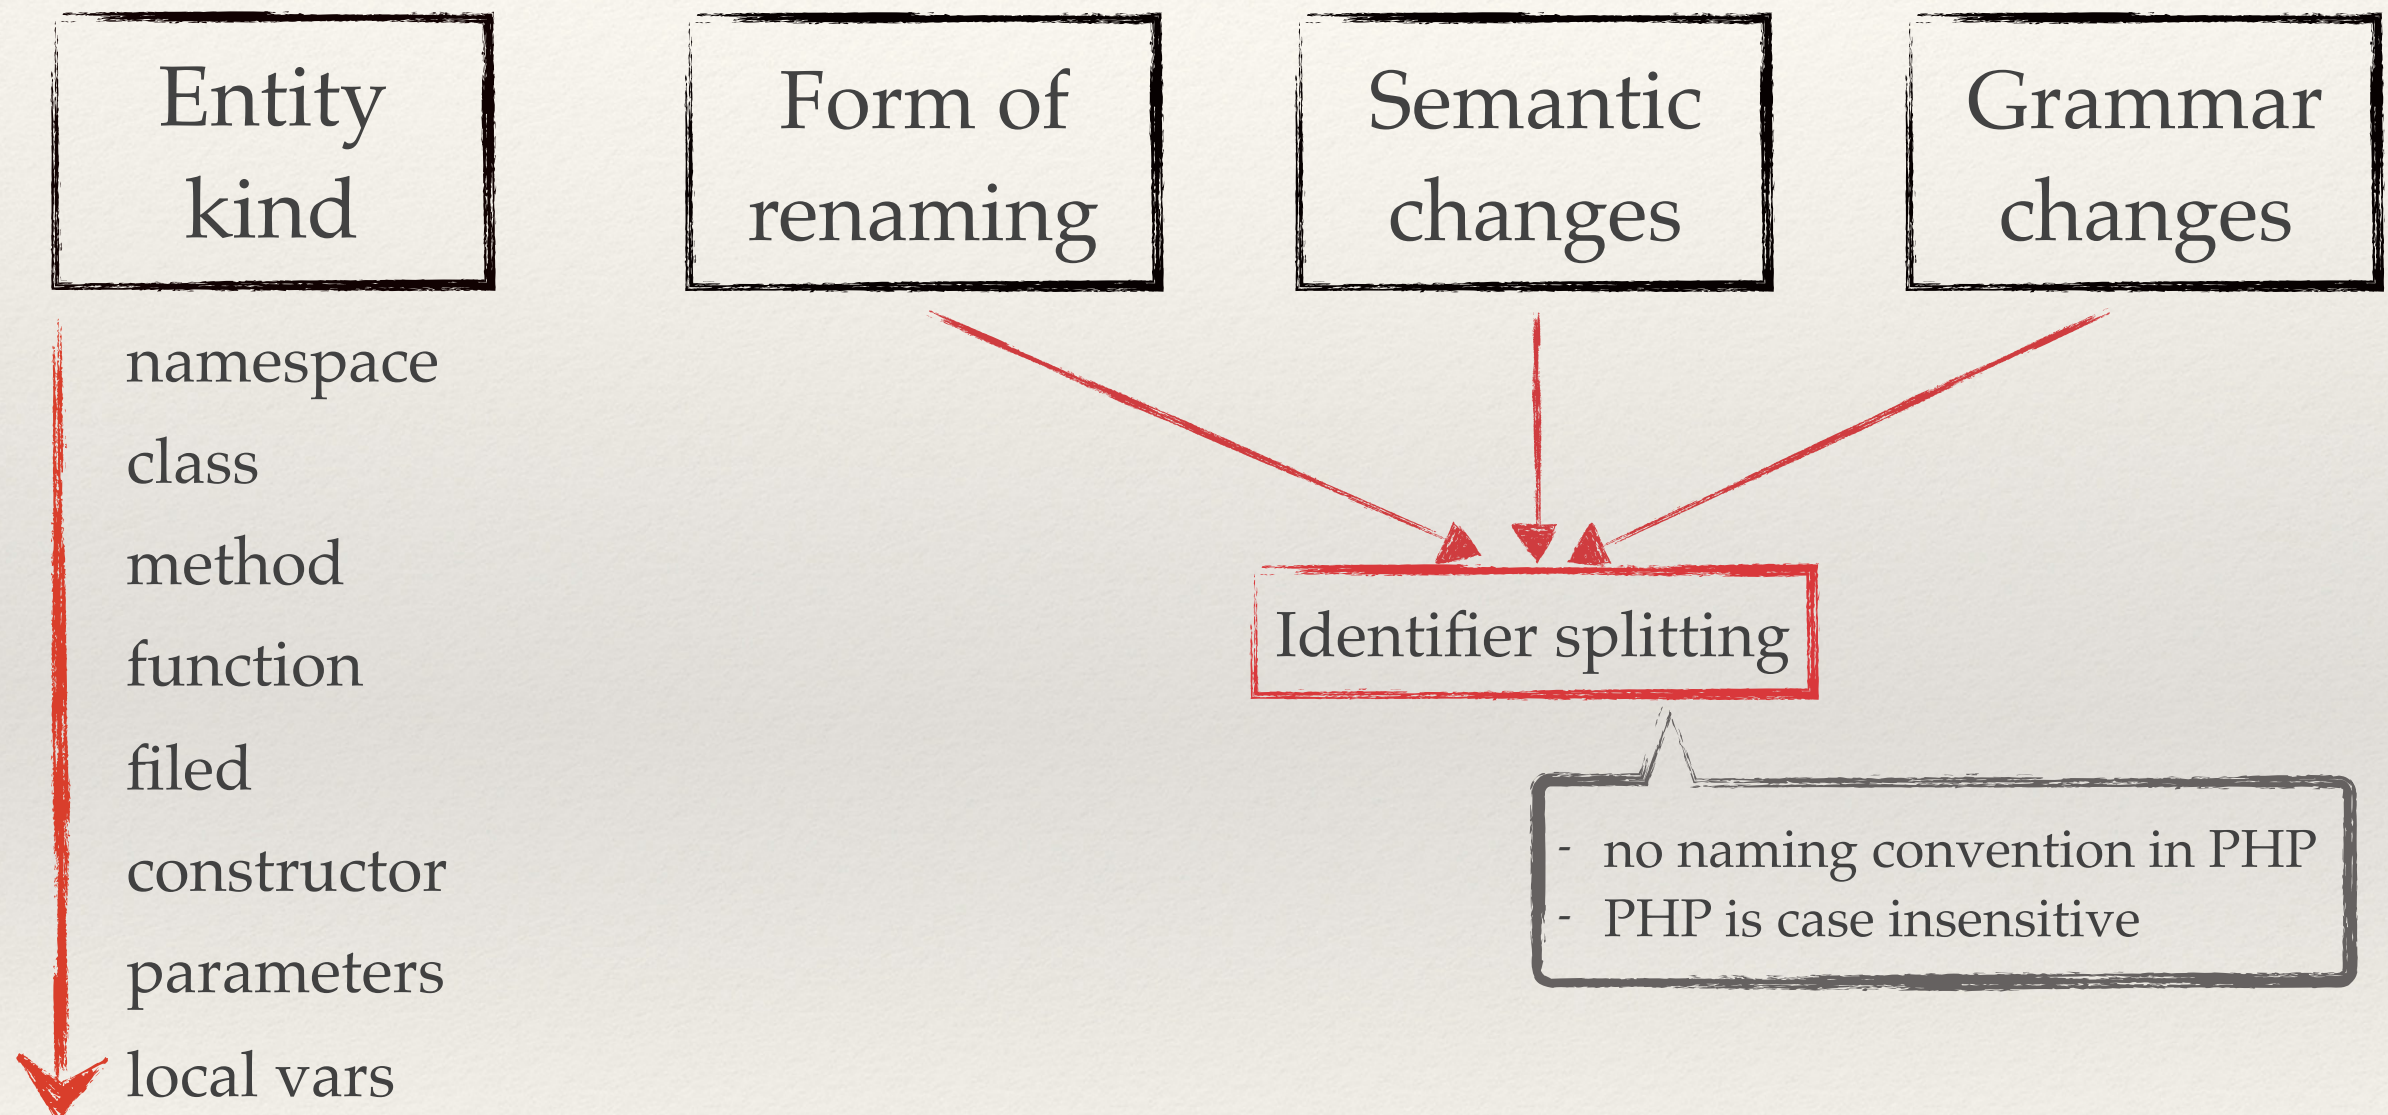 Entity
kind
Form of
renaming
Semantic
changes
Grammar
changes
namespace
class
method
function
filed
constructor
parameters
local vars
Identifier splitting
- no naming convention in PHP
- PHP is case insensitive